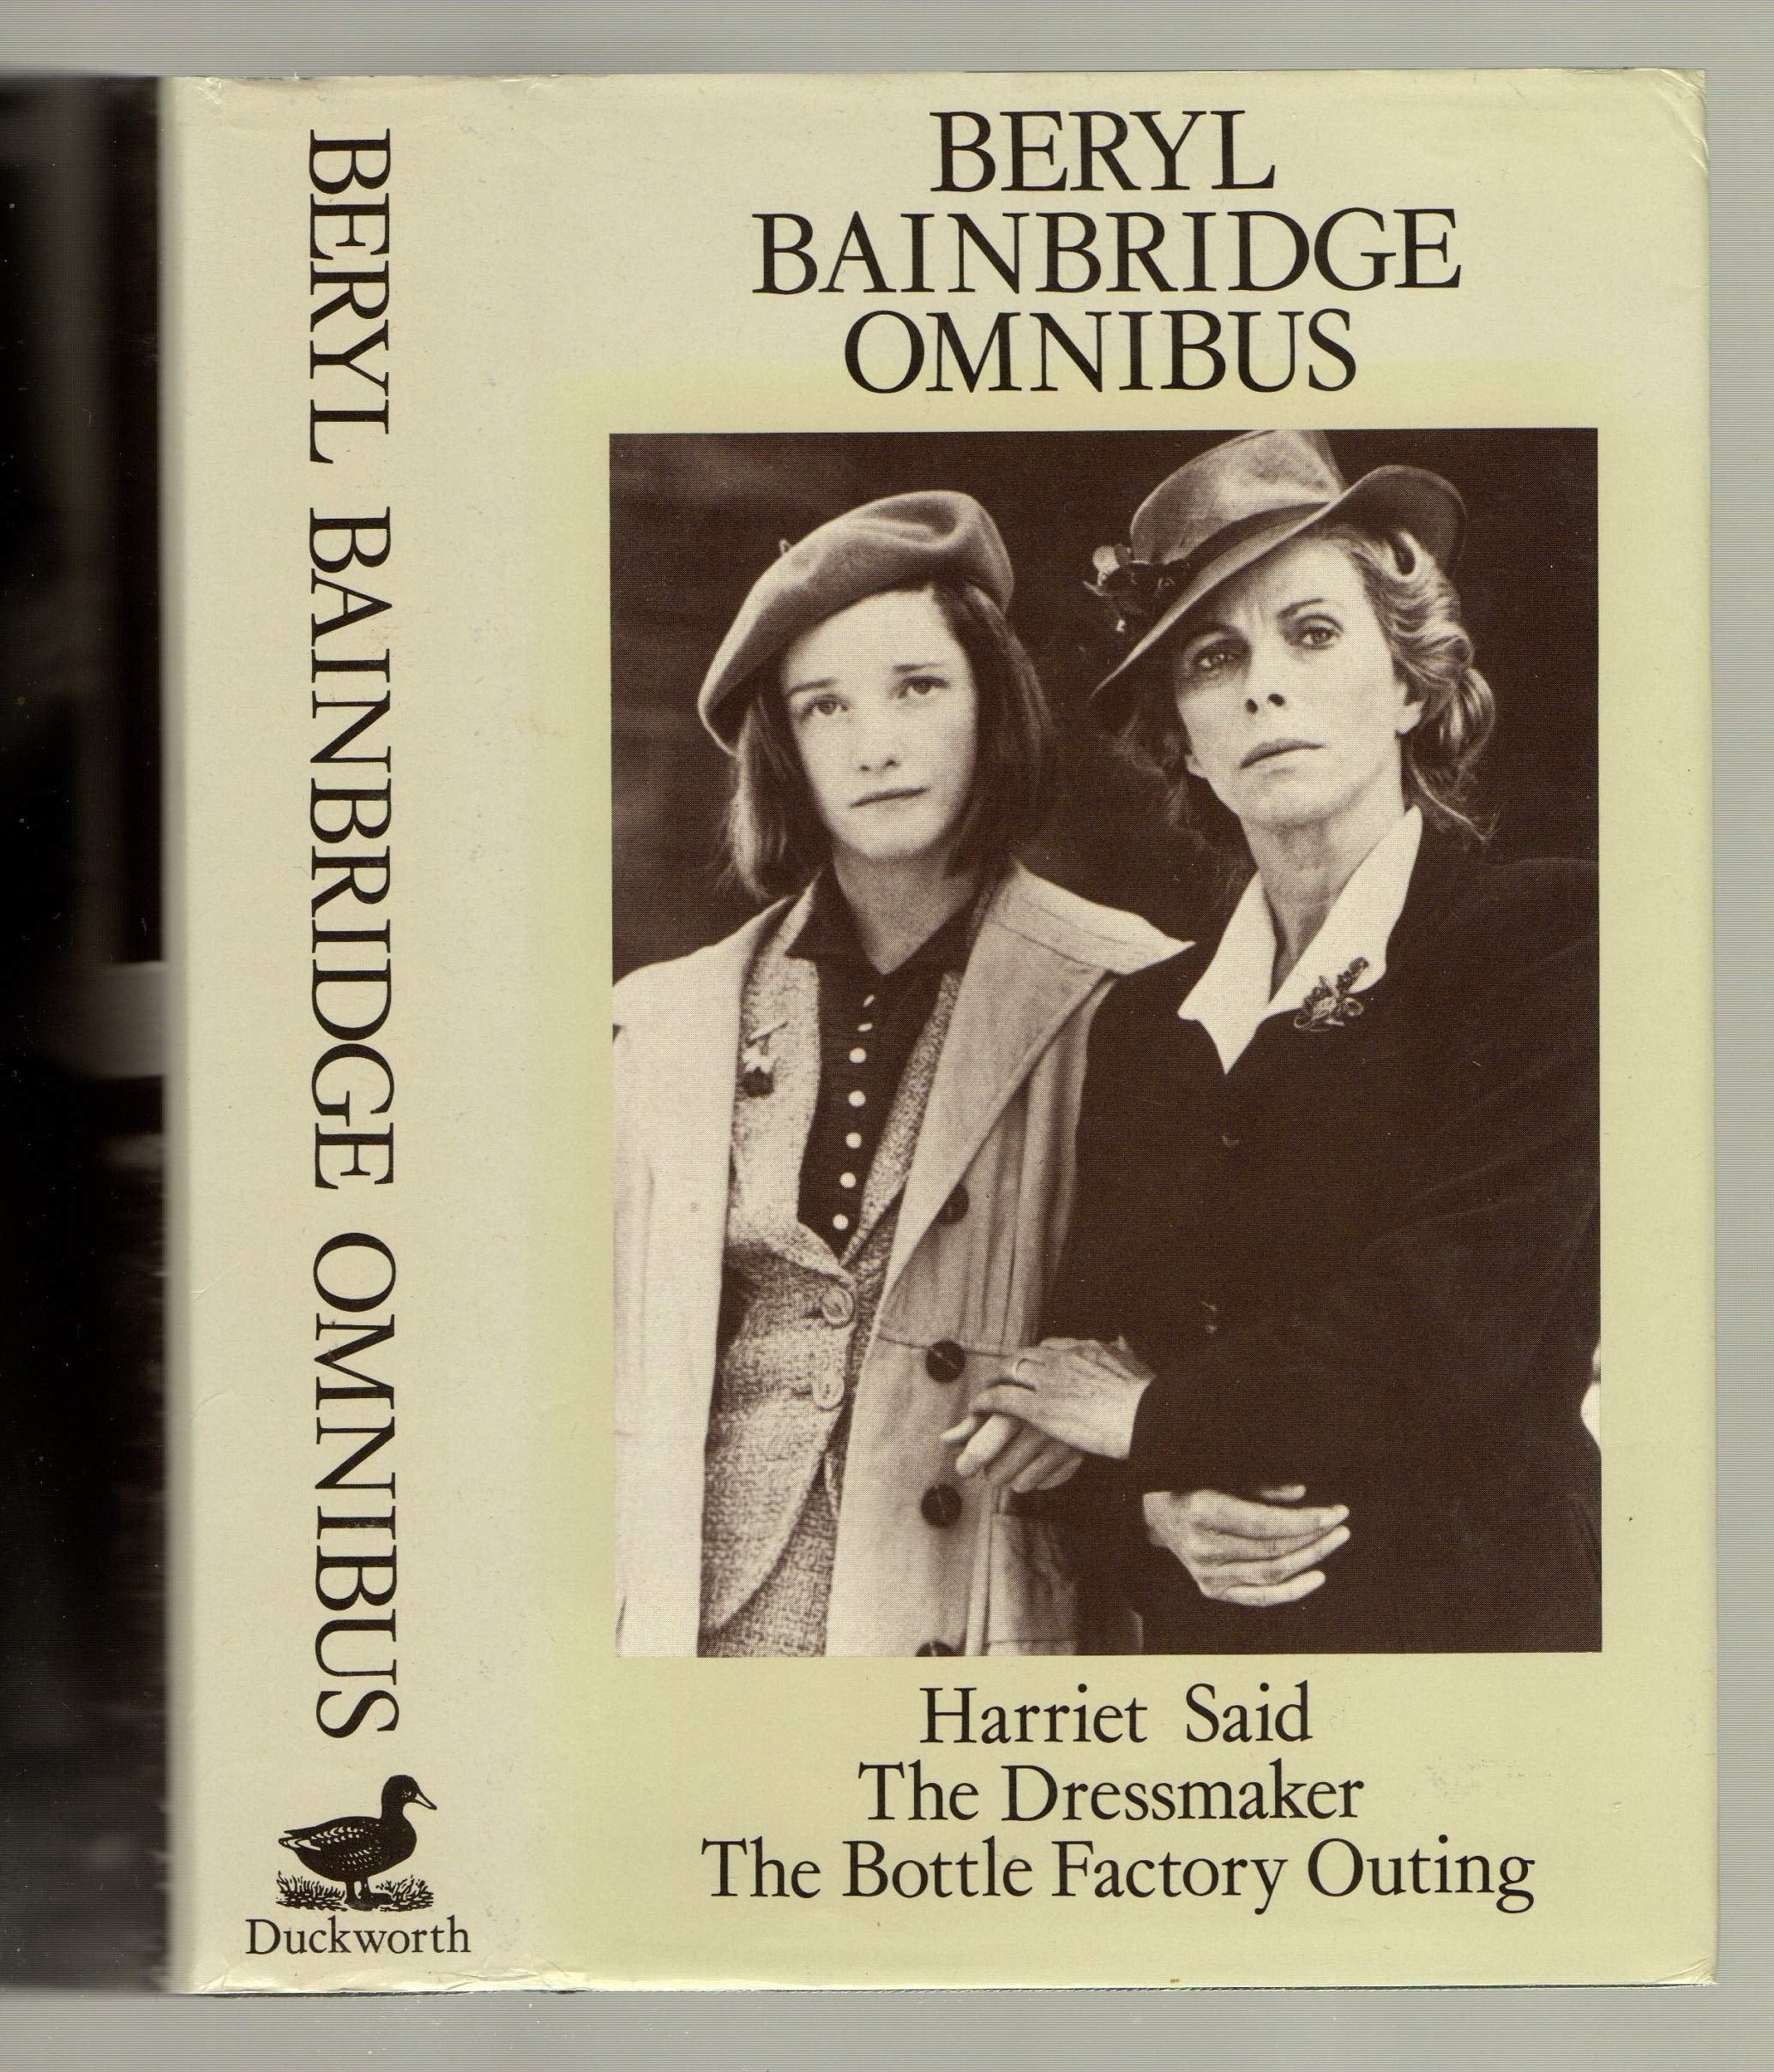 BERYL BAINBRIDGE OMNIBUS
Duckworth
BERYL
BAINBRIDGE
OMNIBUS
Harriet Said
The Dressmaker
The Bottle Factory Outing